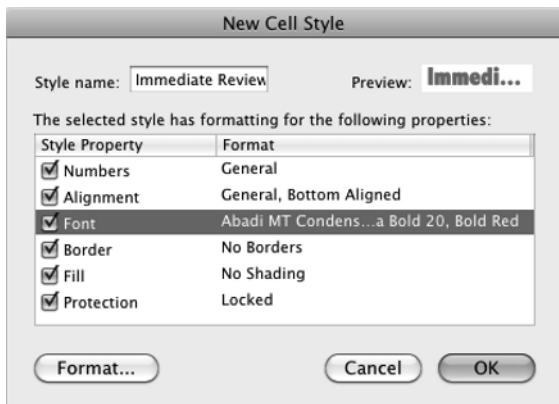 New Cell Style
Style name: Immediate Review Preview: Immedi...
The selected style has formatting for the following properties:
Style Property Format
Numbers General
Alignment General, Bottom Aligned
Font Abadi MT Condens...a Bold 20, Bold Red
Border No Borders
Fill No Shading
Protection Locked
Format... Cancel OK